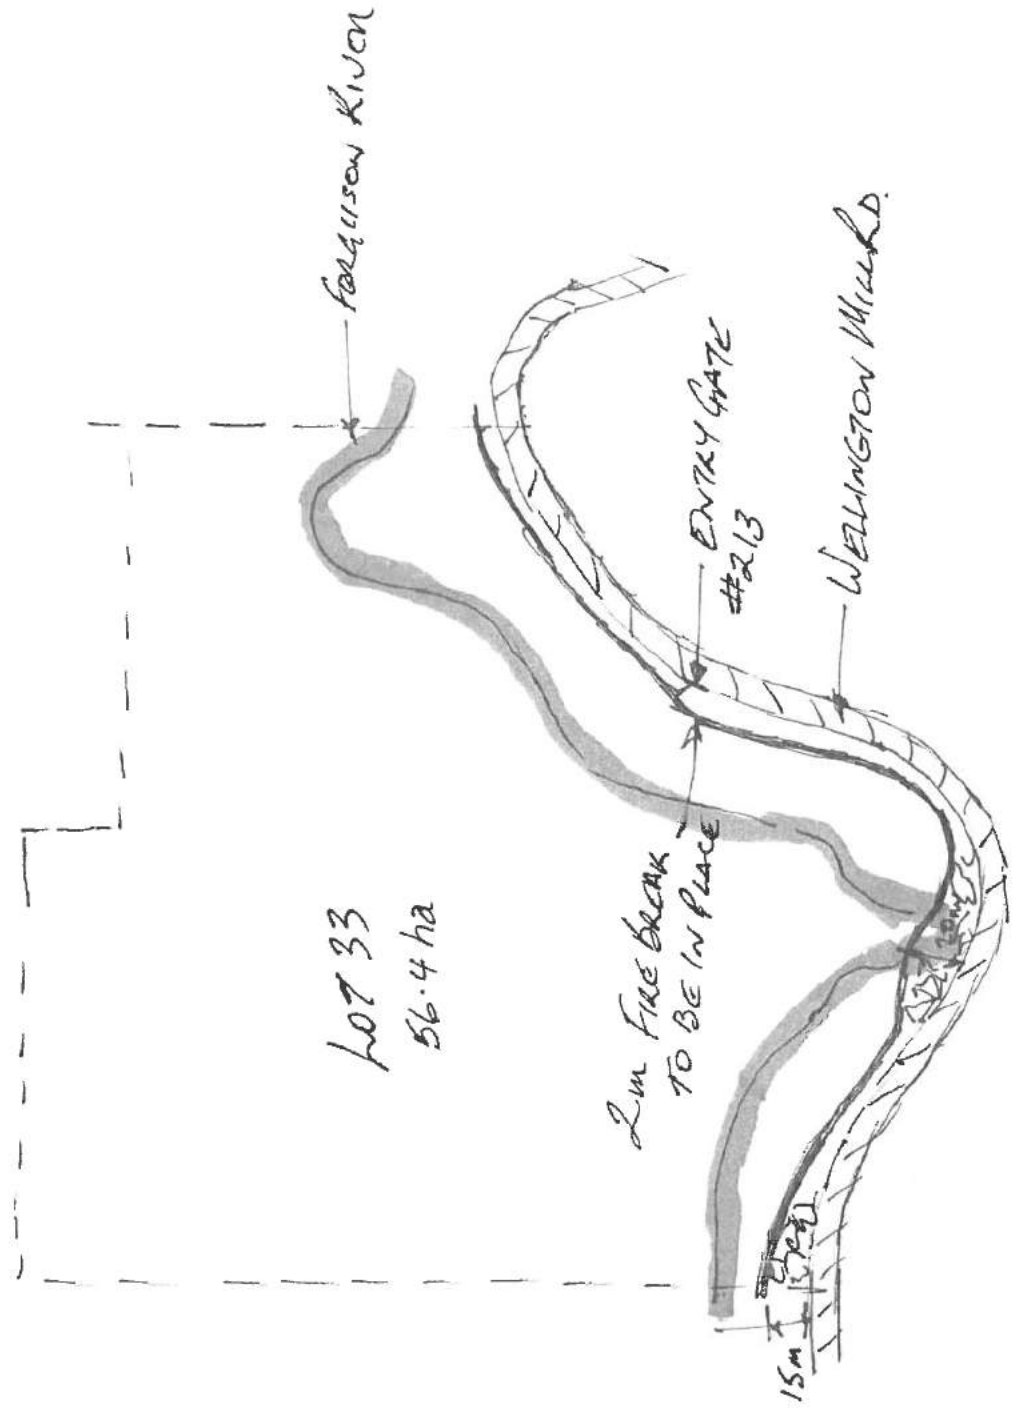 FERGUSON RIVER
LOT 33
56.4 ha
ENTRY GATE
#213
2m FIRE BREAK
TO BE IN PLACE
WELLINGTON MILL RD.
20m
15m